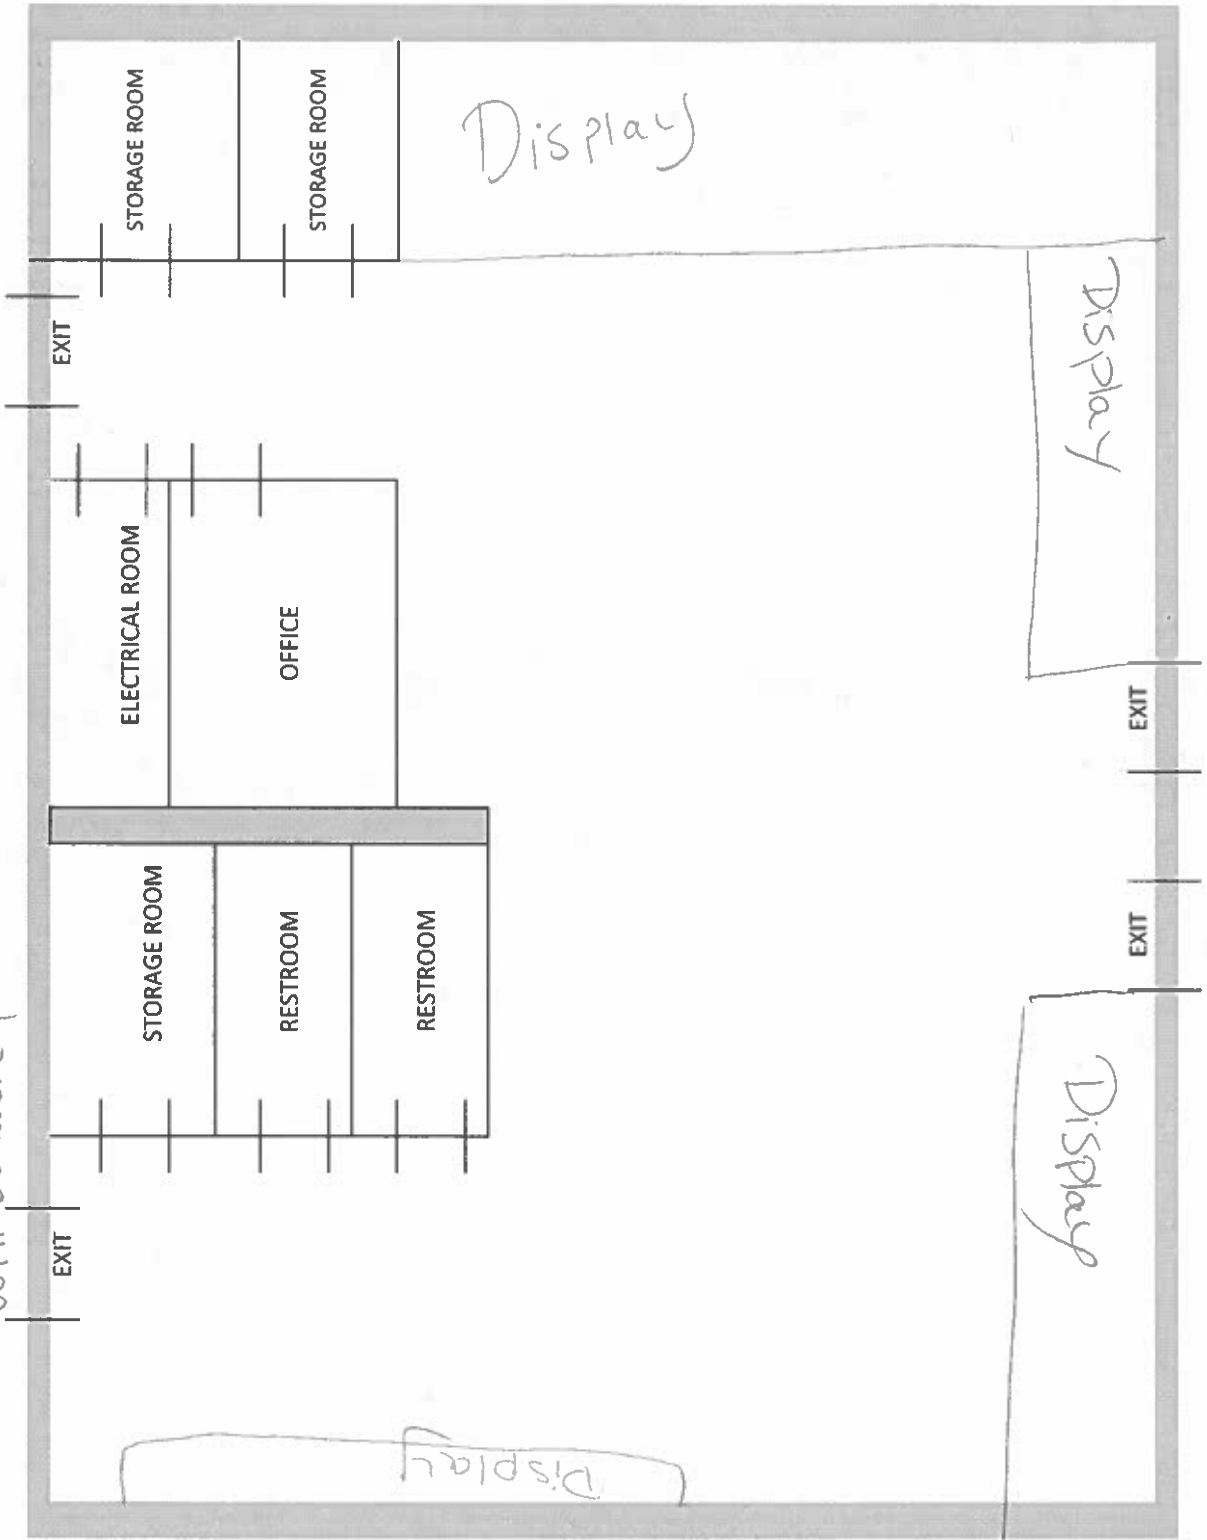 STORAGE ROOM
STORAGE ROOM
Display
EXIT
Display
ELECTRICAL ROOM
OFFICE
EXIT
STORAGE ROOM
RESTROOM
RESTROOM
EXIT
EXIT
Display
Display